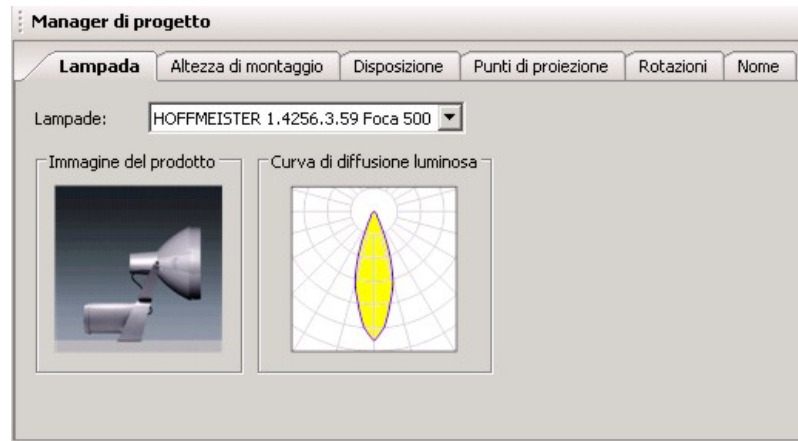 Manager di progetto
Lampada Altezza di montaggio Disposizione Punti di proiezione Rotazioni Nome
Lampade: HOFFMEISTER 1.4256.3.59 Foca 500
Immagine del prodotto Curva di diffusione luminosa